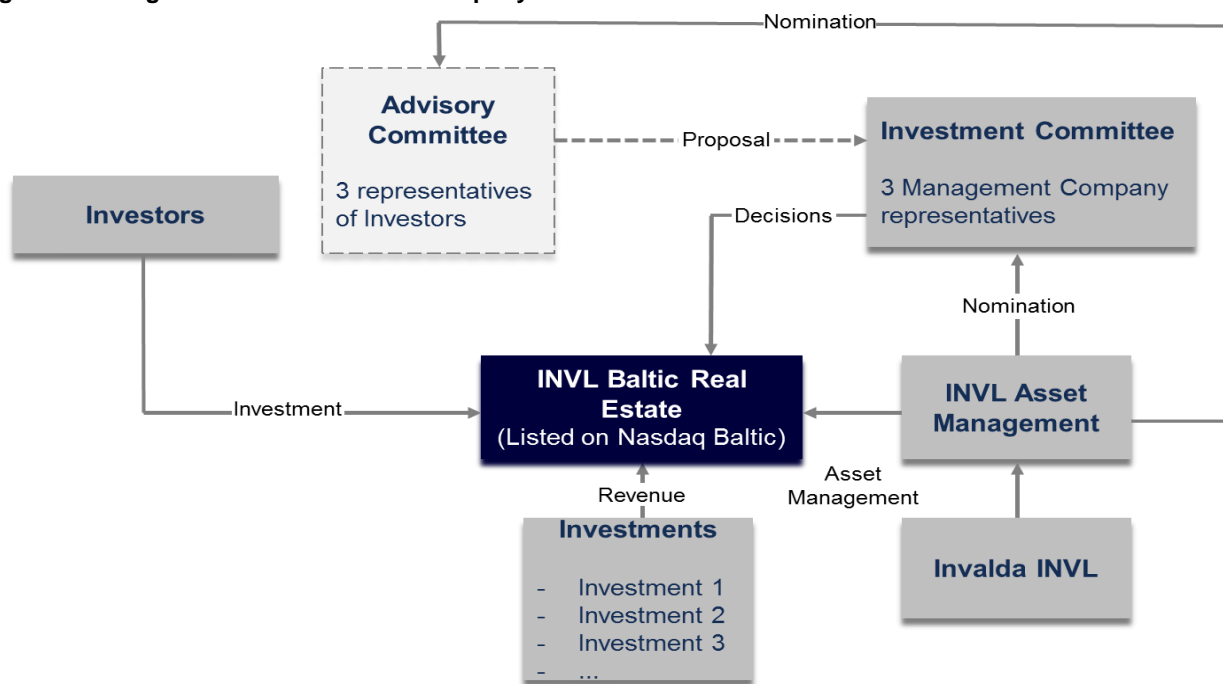 Nomination
Advisory
Committee
3 representatives
of Investors
Proposal
Investment Committee
3 Management Company
representatives
Investors
Decisions
Nomination
INVL Baltic Real
Estate
(Listed on Nasdaq Baltic)
INVL Asset
Management
Investment
Revenue
Asset
Management
Investments
- Investment 1
- Investment 2
- Investment 3
- ...
Invalda INVL